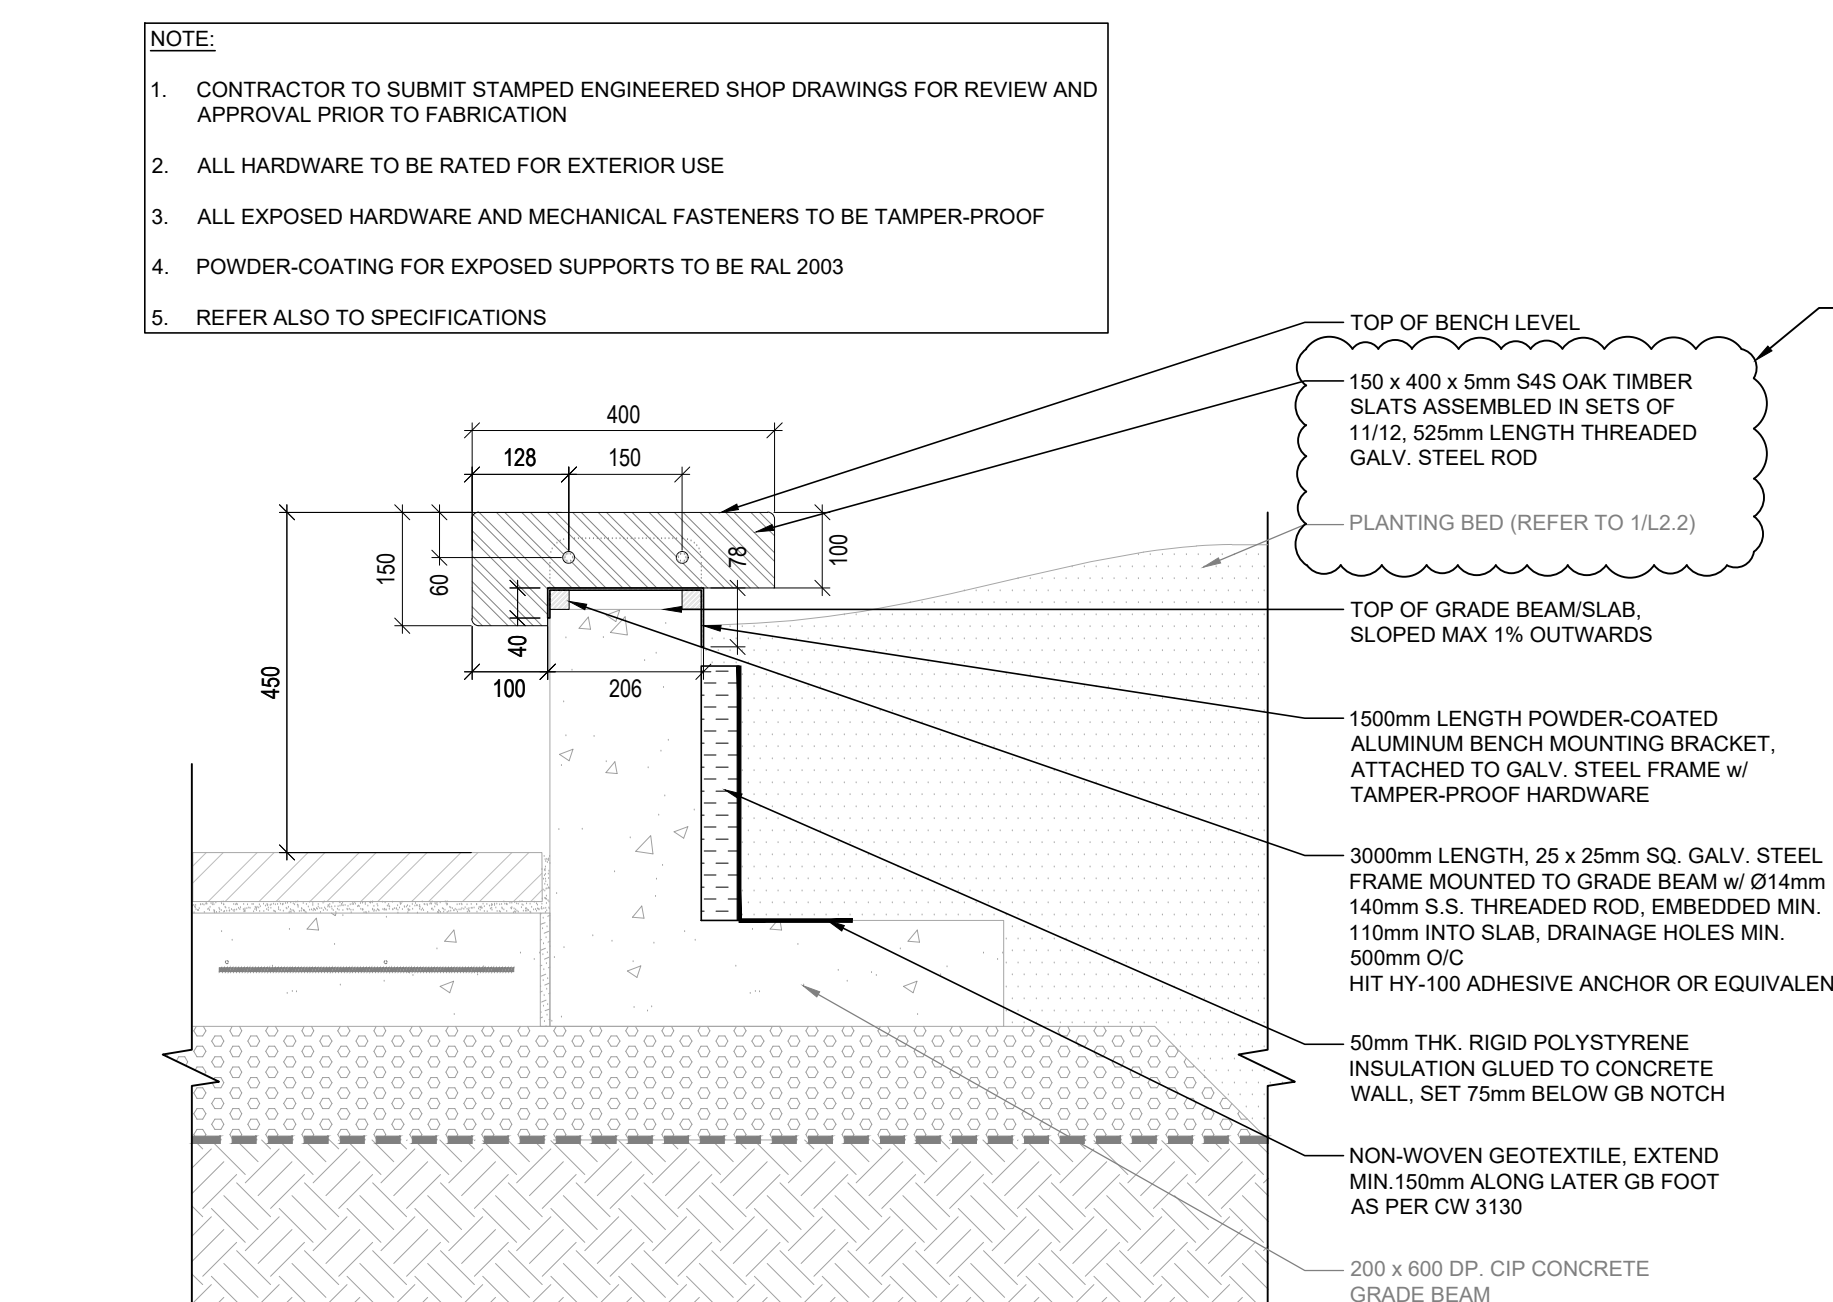 NOTE:
1. CONTRACTOR TO SUBMIT STAMPED ENGINEERED SHOP DRAWINGS FOR REVIEW AND
APPROVAL PRIOR TO FABRICATION
2. ALL HARDWARE TO BE RATED FOR EXTERIOR USE
3. ALL EXPOSED HARDWARE AND MECHANICAL FASTENERS TO BE TAMPER-PROOF
4. POWDER-COATING FOR EXPOSED SUPPORTS TO BE RAL 2003
5. REFER ALSO TO SPECIFICATIONS
400
128
150
150
60
78
100
40
450
100
206
TOP OF BENCH LEVEL
150 x 400 x 5mm S4S OAK TIMBER
SLATS ASSEMBLED IN SETS OF
11/12, 525mm LENGTH THREADED
GALV. STEEL ROD
PLANTING BED (REFER TO 1/L2.2)
TOP OF GRADE BEAM/SLAB,
SLOPED MAX 1% OUTWARDS
1500mm LENGTH POWDER-COATED
ALUMINUM BENCH MOUNTING BRACKET,
ATTACHED TO GALV. STEEL FRAME w/
TAMPER-PROOF HARDWARE
3000mm LENGTH, 25 x 25mm SQ. GALV. STEEL
FRAME MOUNTED TO GRADE BEAM w/ Ø14mm
140mm S.S. THREADED ROD, EMBEDDED MIN.
110mm INTO SLAB, DRAINAGE HOLES MIN.
500mm O/C
HIT HY-100 ADHESIVE ANCHOR OR EQUIVALEN
50mm THK. RIGID POLYSTYRENE
INSULATION GLUED TO CONCRETE
WALL, SET 75mm BELOW GB NOTCH
NON-WOVEN GEOTEXTILE, EXTEND
MIN.150mm ALONG LATER GB FOOT
AS PER CW 3130
200 x 600 DP. CIP CONCRETE
GRADE BEAM